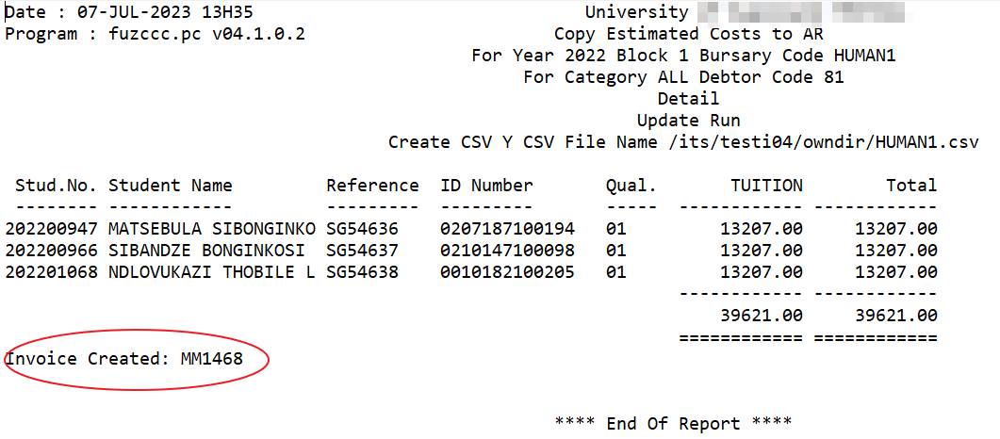 Date : 07-JUL-2023 13H35 University
Program : fuzccc.pc v04.1.0.2 Copy Estimated Costs to AR
For Year 2022 Block 1 Bursary Code HUMAN1
For Category ALL Debtor Code 81
Detail
Update Run
Create CSV Y CSV File Name /its/testi04/owndir/HUMAN1.csv
Stud.No. Student Name Reference ID Number Qual. TUITION Total
-------- ------------ --------- --------- ----- ------------ ------------
202200947 MATSEBULA SIBONGINKO SG54636 0207187100194 01 13207.00 13207.00
202200966 SIBANDZE BONGINKOSI SG54637 0210147100098 01 13207.00 13207.00
202201068 NDLOVUKAZI THOBILE L SG54638 0010182100205 01 13207.00 13207.00
------------ ------------
39621.00 39621.00
============ ============
Invoice Created: MM1468
**** End Of Report ****